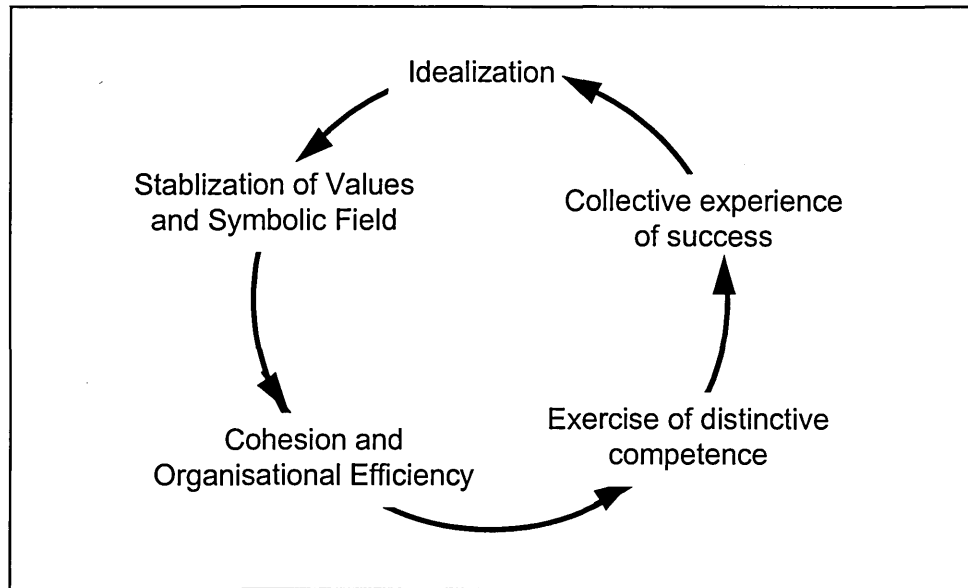 Idealization
Stablization of Values
and Symbolic Field
Collective experience
of success
Cohesion and
Organisational Efficiency
Exercise of distinctive
competence